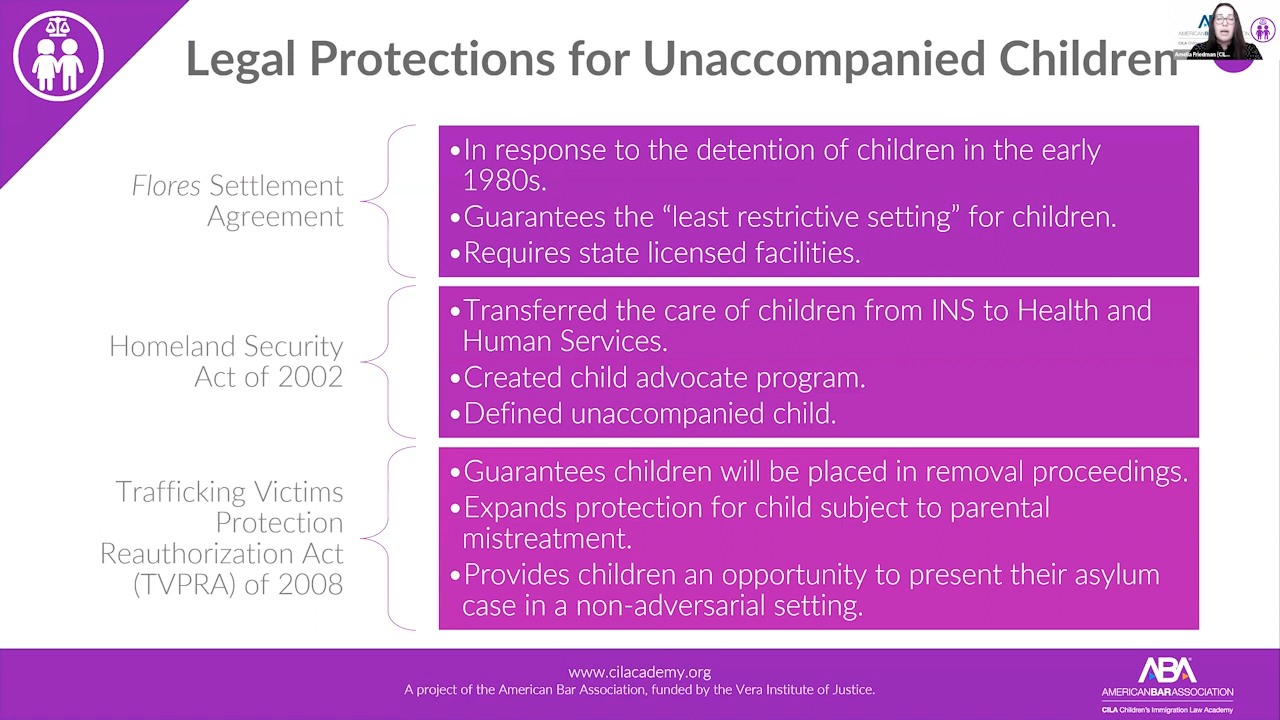 Legal Protections for Unaccompanied Children
AMERICANBARASSOCIATION
Amelia Friedman (CIL...
Flores Settlement
Agreement
•In response to the detention of children in the early
1980s.
•Guarantees the “least restrictive setting” for children.
•Requires state licensed facilities.
Homeland Security
Act of 2002
•Transferred the care of children from INS to Health and
Human Services.
•Created child advocate program.
•Defined unaccompanied child.
Trafficking Victims
Protection
Reauthorization Act
(TVPRA) of 2008
•Guarantees children will be placed in removal proceedings.
•Expands protection for child subject to parental
mistreatment.
•Provides children an opportunity to present their asylum
case in a non-adversarial setting.
www.cilacademy.org
A project of the American Bar Association, funded by the Vera Institute of Justice.
ABA
AMERICANBARASSOCIATION
CILA Children's Immigration Law Academy